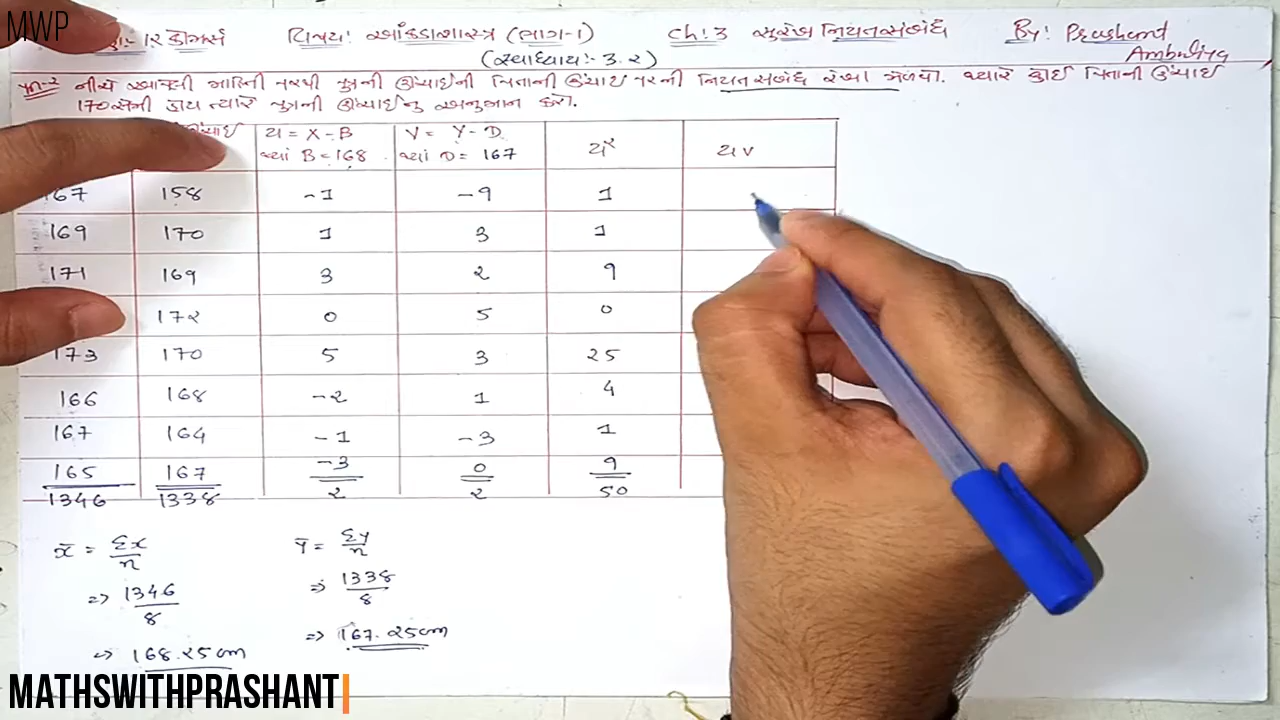 MWP
વિષય: આંકડાશાસ્ત્ર (ભાગ-1) Ch: 3 સુરેખ નિયતસંબંધ By: Prashant Ambuliya
(સ્વાધ્યાય:- 3.2)
નીચે આપેલી માહિતી પરથી પુત્રની ઊંચાઈની પિતાની ઊંચાઈ પરની નિયતસંબંધ રેખા મેળવો. જ્યારે કોઈ પિતાની ઊંચાઈ
170 સેમી હોય ત્યારે પુત્રની ઊંચાઈનું અનુમાન કરો.
u = X - B v = Y - D u² uv
જ્યાં B = 168 જ્યાં D = 167
67 158 -1 -9 1
169 170 1 3 1
171 169 3 2 9
172 0 5 0
173 170 5 3 25
166 168 -2 1 4
167 164 -1 -3 1
165 167 -3 0 9
1346 1338 2 2 50
x̄ = Σx/n ȳ = Σy/n
=> 1346/8 => 1338/8
=> 168.25 cm => 167.25 cm
MATHSWITHPRASHANT